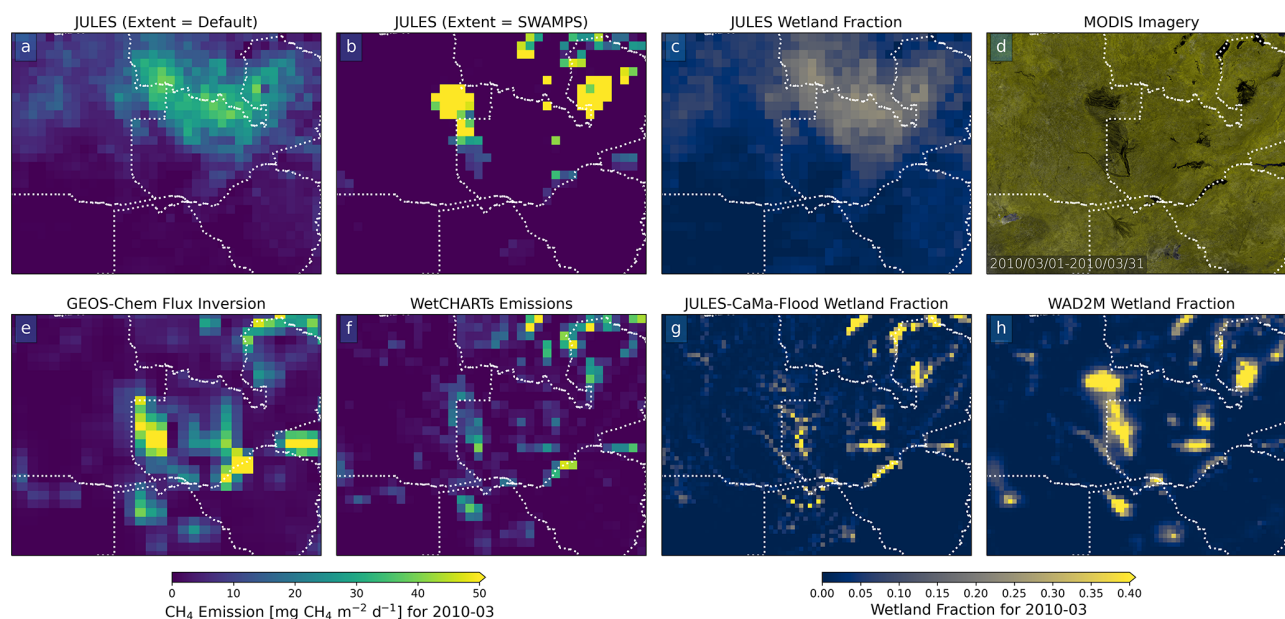 JULES (Extent = Default)
JULES (Extent = SWAMPS)
JULES Wetland Fraction
MODIS Imagery
a
b
c
d
2010/03/01-2010/03/31
GEOS-Chem Flux Inversion
WetCHARTs Emissions
JULES-CaMa-Flood Wetland Fraction
WAD2M Wetland Fraction
e
f
g
h
0 10 20 30 40 50
CH₄ Emission [mg CH₄ m⁻² d⁻¹] for 2010-03
0.00 0.05 0.10 0.15 0.20 0.25 0.30 0.35 0.40
Wetland Fraction for 2010-03